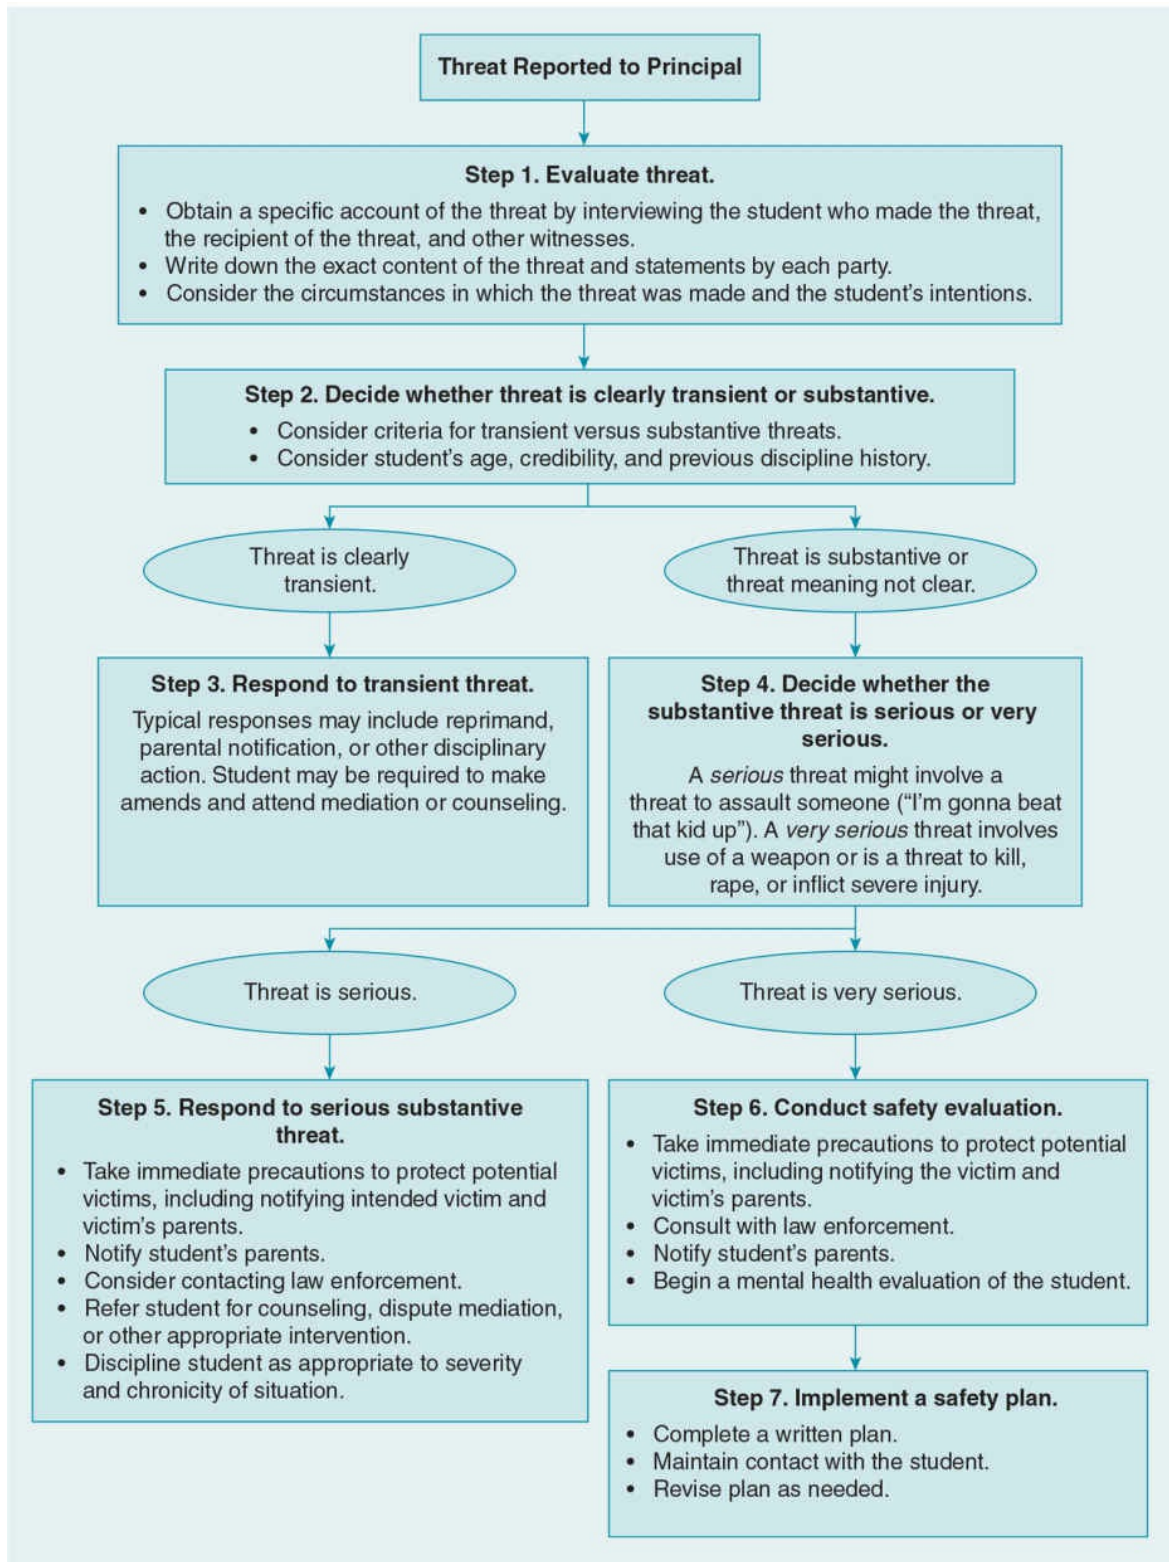 Threat Reported to Principal
Step 1. Evaluate threat.
• Obtain a specific account of the threat by interviewing the student who made the threat,
the recipient of the threat, and other witnesses.
• Write down the exact content of the threat and statements by each party.
• Consider the circumstances in which the threat was made and the student's intentions.
Step 2. Decide whether threat is clearly transient or substantive.
• Consider criteria for transient versus substantive threats.
• Consider student's age, credibility, and previous discipline history.
Threat is clearly
transient.
Threat is substantive or
threat meaning not clear.
Step 3. Respond to transient threat.
Typical responses may include reprimand,
parental notification, or other disciplinary
action. Student may be required to make
amends and attend mediation or counseling.
Step 4. Decide whether the
substantive threat is serious or very
serious.
A serious threat might involve a
threat to assault someone (“I'm gonna beat
that kid up”). A very serious threat involves
use of a weapon or is a threat to kill,
rape, or inflict severe injury.
Threat is serious.
Threat is very serious.
Step 5. Respond to serious substantive
threat.
• Take immediate precautions to protect potential
victims, including notifying intended victim and
victim's parents.
• Notify student's parents.
• Consider contacting law enforcement.
• Refer student for counseling, dispute mediation,
or other appropriate intervention.
• Discipline student as appropriate to severity
and chronicity of situation.
Step 6. Conduct safety evaluation.
• Take immediate precautions to protect potential
victims, including notifying the victim and
victim's parents.
• Consult with law enforcement.
• Notify student's parents.
• Begin a mental health evaluation of the student.
Step 7. Implement a safety plan.
• Complete a written plan.
• Maintain contact with the student.
• Revise plan as needed.